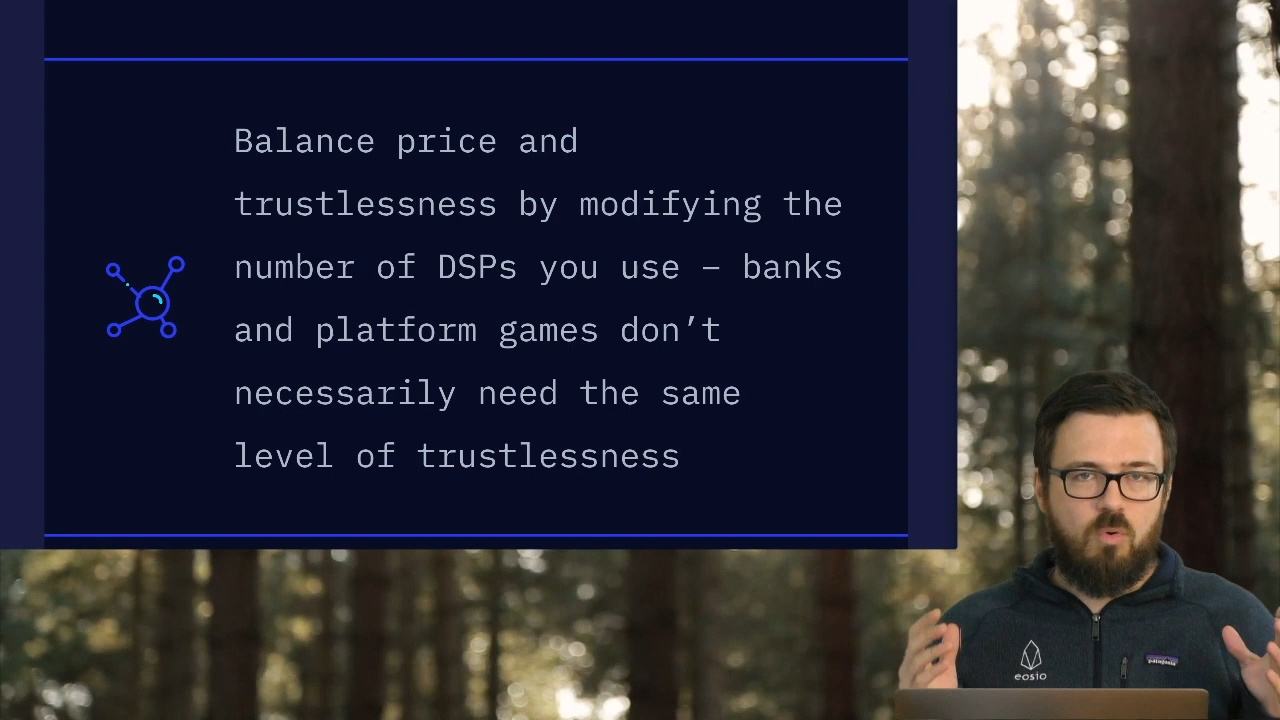 Balance price and
trustlessness by modifying the
number of DSPs you use – banks
and platform games don’t
necessarily need the same
level of trustlessness
eosio
patagonia